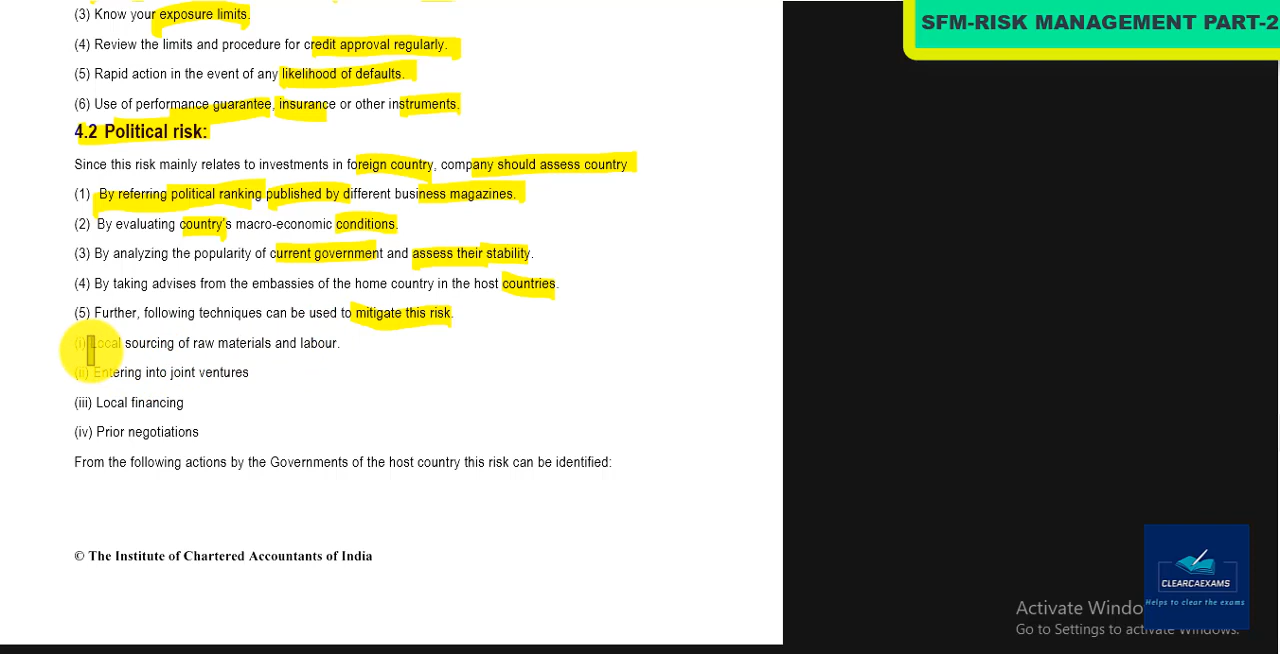 (3) Know your exposure limits.
SFM-RISK MANAGEMENT PART-2
(4) Review the limits and procedure for credit approval regularly.
(5) Rapid action in the event of any likelihood of defaults.
(6) Use of performance guarantee, insurance or other instruments.
4.2 Political risk:
Since this risk mainly relates to investments in foreign country, company should assess country
(1) By referring political ranking published by different business magazines.
(2) By evaluating country's macro-economic conditions.
(3) By analyzing the popularity of current government and assess their stability.
(4) By taking advises from the embassies of the home country in the host countries.
(5) Further, following techniques can be used to mitigate this risk.
(i) Local sourcing of raw materials and labour.
(ii) Entering into joint ventures
(iii) Local financing
(iv) Prior negotiations
From the following actions by the Governments of the host country this risk can be identified:
© The Institute of Chartered Accountants of India
CLEARCAEXAMS
Helps to clear the exams
Activate Windo
Go to Settings to activate Windows.